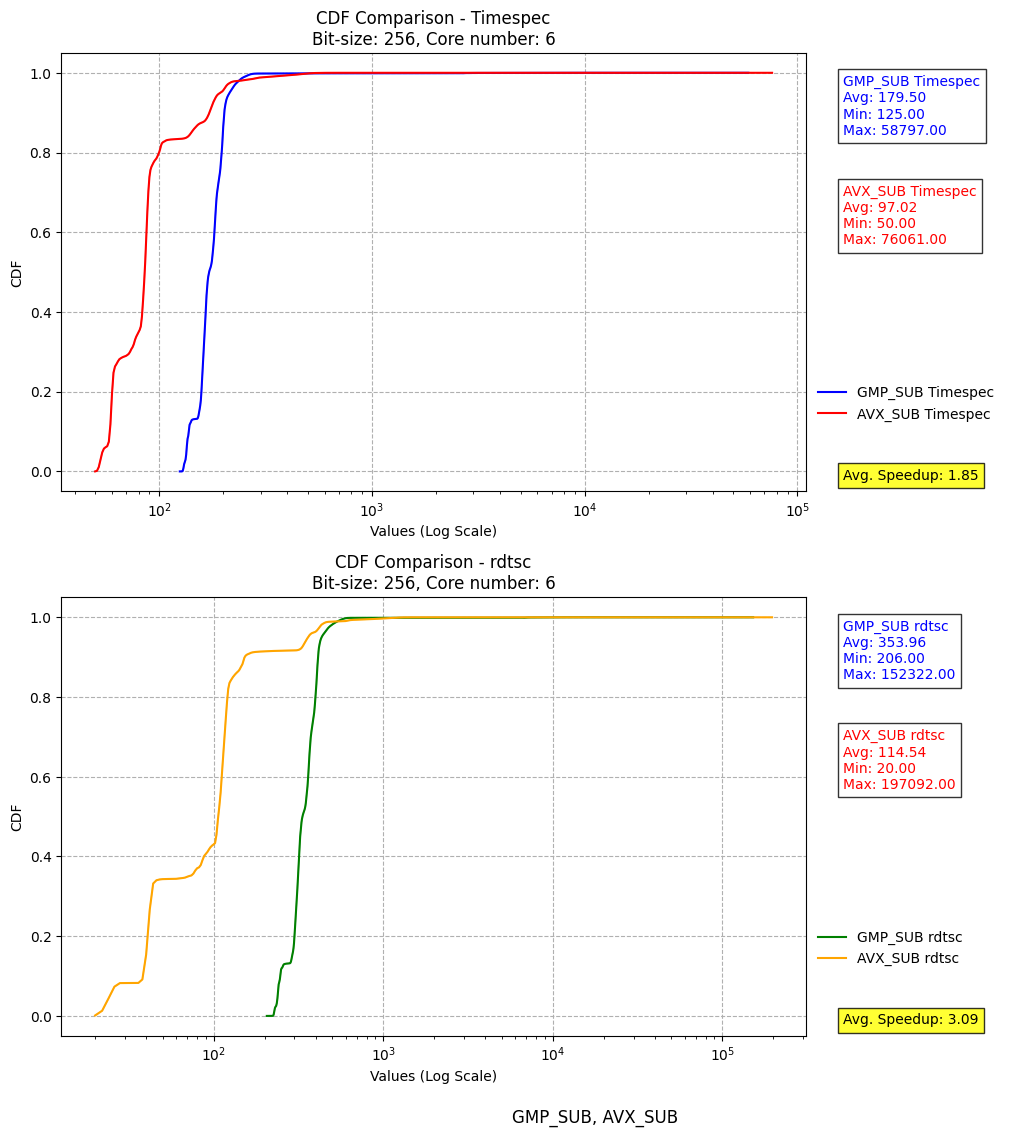 CDF Comparison - Timespec
Bit-size: 256, Core number: 6
CDF
1.0
0.8
0.6
0.4
0.2
0.0
10²
10³
10⁴
10⁵
Values (Log Scale)
GMP_SUB Timespec
Avg: 179.50
Min: 125.00
Max: 58797.00
AVX_SUB Timespec
Avg: 97.02
Min: 50.00
Max: 76061.00
GMP_SUB Timespec
AVX_SUB Timespec
Avg. Speedup: 1.85
CDF Comparison - rdtsc
Bit-size: 256, Core number: 6
CDF
1.0
0.8
0.6
0.4
0.2
0.0
10²
10³
10⁴
10⁵
Values (Log Scale)
GMP_SUB rdtsc
Avg: 353.96
Min: 206.00
Max: 152322.00
AVX_SUB rdtsc
Avg: 114.54
Min: 20.00
Max: 197092.00
GMP_SUB rdtsc
AVX_SUB rdtsc
Avg. Speedup: 3.09
GMP_SUB, AVX_SUB